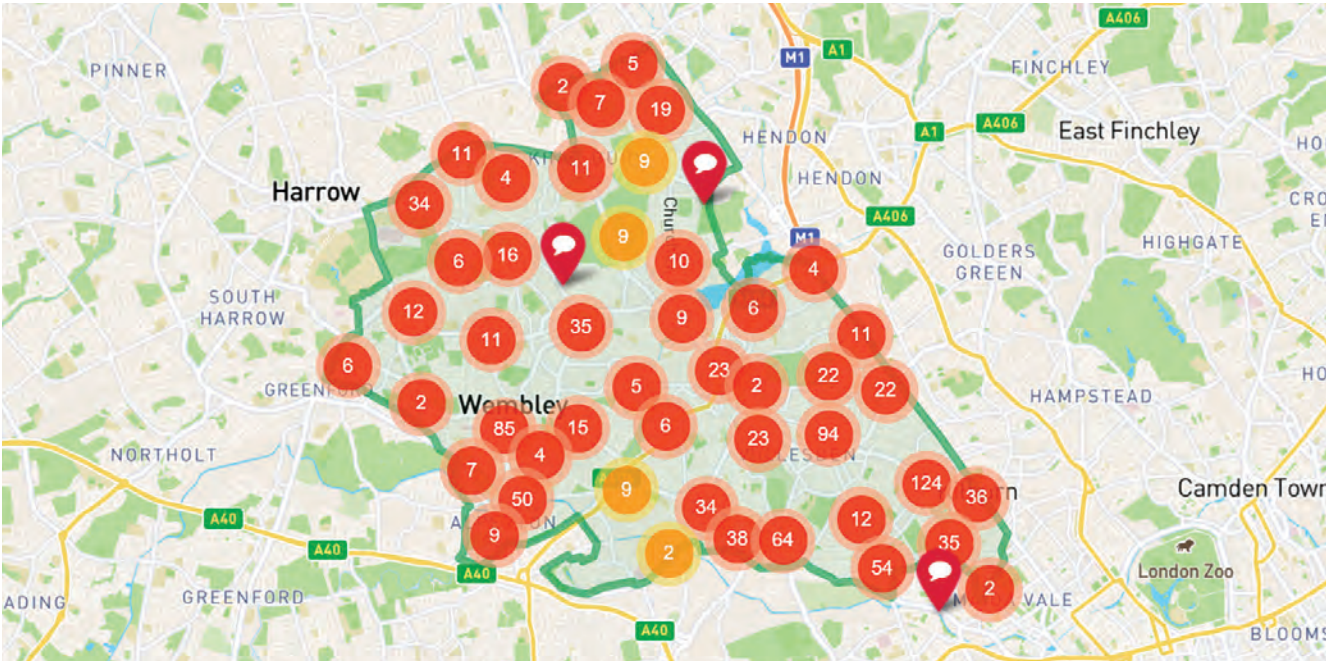 A406
M1
A1
5
PINNER
FINCHLEY
2
7
19
A406
East Finchley
A1
HENDON
11
9
11
4
HENDON
Harrow
34
A406
Church
9
M1
HIGHGATE
16
6
10
4
GOLDERS
GREEN
SOUTH
HARROW
6
12
9
35
11
11
6
23
22
2
5
22
GREENFORD
HAMPSTEAD
2
Wembley
85
15
6
94
23
WILLESDEN
NORTHOLT
4
7
124
36
Camden Town
50
9
34
12
A40
9
38
64
35
A40
2
54
A40
London Zoo
2
GREENFORD
MAIDA VALE
A40